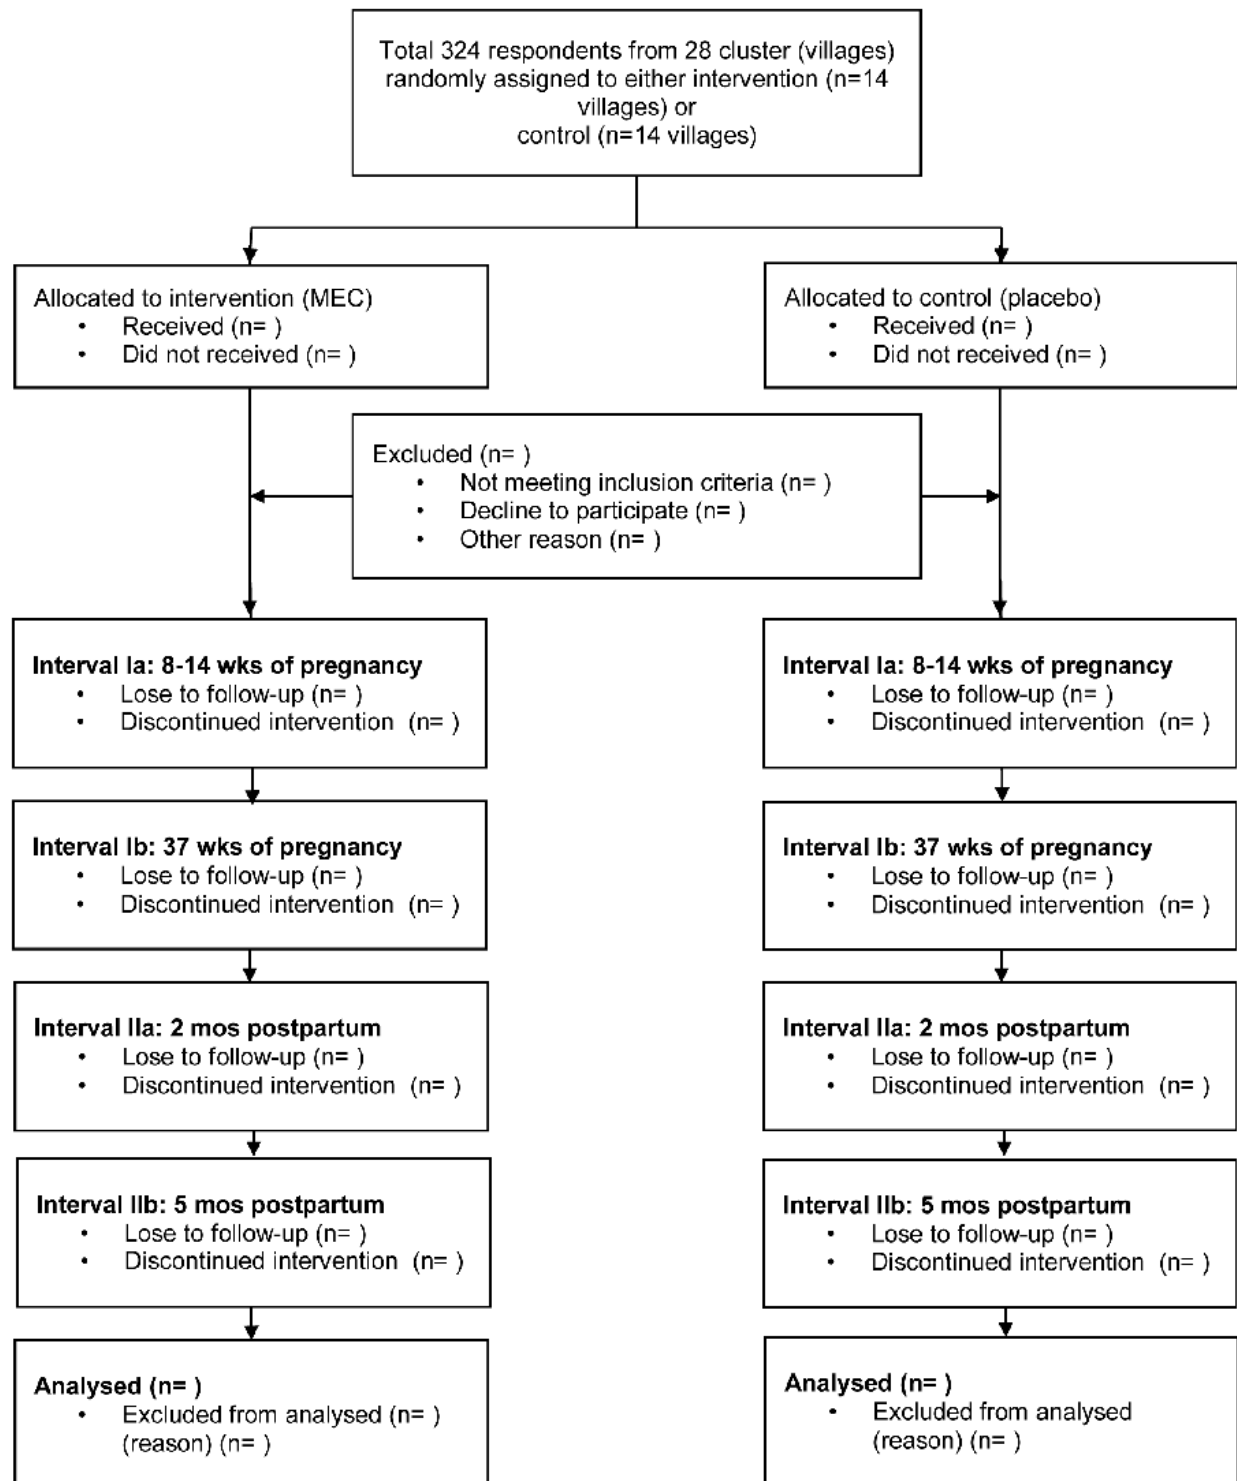 Total 324 respondents from 28 cluster (villages)
randomly assigned to either intervention (n=14
villages) or
control (n=14 villages)
Allocated to intervention (MEC)
• Received (n= )
• Did not received (n= )
Allocated to control (placebo)
• Received (n= )
• Did not received (n= )
Excluded (n= )
• Not meeting inclusion criteria (n= )
• Decline to participate (n= )
• Other reason (n= )
Interval Ia: 8-14 wks of pregnancy
• Lose to follow-up (n= )
• Discontinued intervention (n= )
Interval Ia: 8-14 wks of pregnancy
• Lose to follow-up (n= )
• Discontinued intervention (n= )
Interval Ib: 37 wks of pregnancy
• Lose to follow-up (n= )
• Discontinued intervention (n= )
Interval Ib: 37 wks of pregnancy
• Lose to follow-up (n= )
• Discontinued intervention (n= )
Interval IIa: 2 mos postpartum
• Lose to follow-up (n= )
• Discontinued intervention (n= )
Interval IIa: 2 mos postpartum
• Lose to follow-up (n= )
• Discontinued intervention (n= )
Interval IIb: 5 mos postpartum
• Lose to follow-up (n= )
• Discontinued intervention (n= )
Interval IIb: 5 mos postpartum
• Lose to follow-up (n= )
• Discontinued intervention (n= )
Analysed (n= )
• Excluded from analysed (n= )
(reason) (n= )
Analysed (n= )
• Excluded from analysed
(reason) (n= )